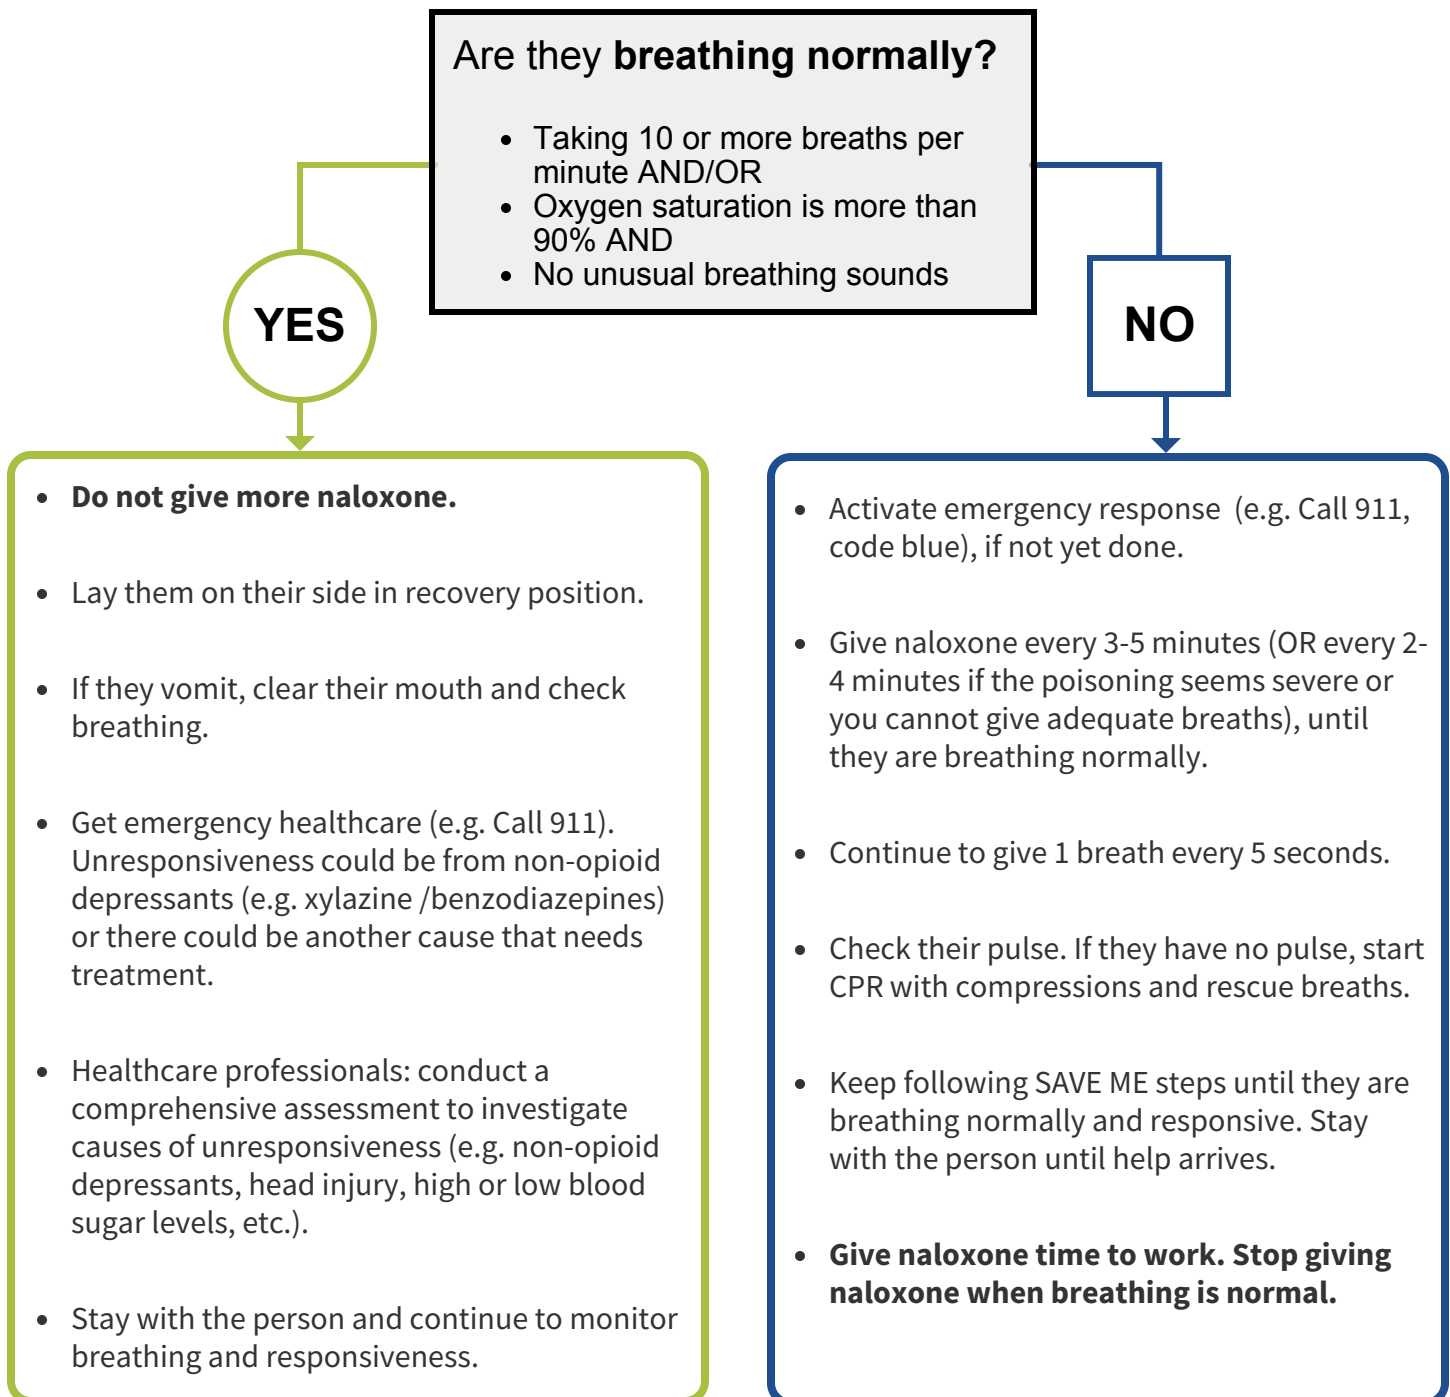 Are they breathing normally?
• Taking 10 or more breaths per
minute AND/OR
• Oxygen saturation is more than
90% AND
• No unusual breathing sounds
YES
NO
• Do not give more naloxone.
• Lay them on their side in recovery position.
• If they vomit, clear their mouth and check
breathing.
• Get emergency healthcare (e.g. Call 911).
Unresponsiveness could be from non-opioid
depressants (e.g. xylazine /benzodiazepines)
or there could be another cause that needs
treatment.
• Healthcare professionals: conduct a
comprehensive assessment to investigate
causes of unresponsiveness (e.g. non-opioid
depressants, head injury, high or low blood
sugar levels, etc.).
• Stay with the person and continue to monitor
breathing and responsiveness.
• Activate emergency response (e.g. Call 911,
code blue), if not yet done.
• Give naloxone every 3-5 minutes (OR every 2-
4 minutes if the poisoning seems severe or
you cannot give adequate breaths), until
they are breathing normally.
• Continue to give 1 breath every 5 seconds.
• Check their pulse. If they have no pulse, start
CPR with compressions and rescue breaths.
• Keep following SAVE ME steps until they are
breathing normally and responsive. Stay
with the person until help arrives.
• Give naloxone time to work. Stop giving
naloxone when breathing is normal.